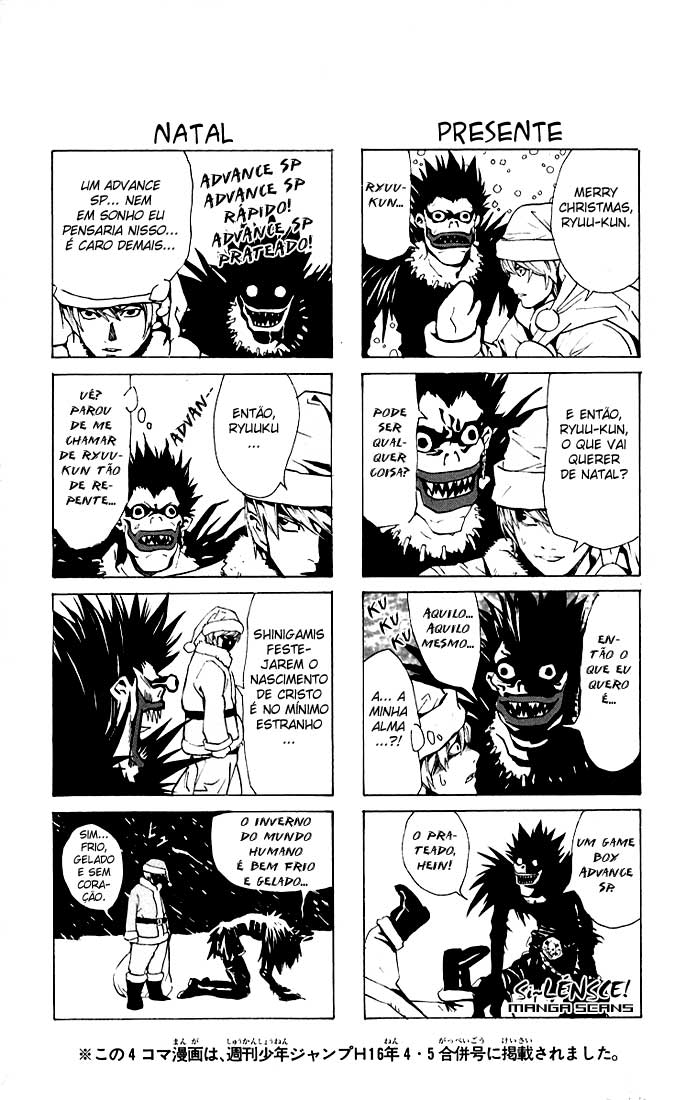 PRESENTE
MERRY
CHRISTMAS,
RYUU-KUN.
RYUU-
KUN...
E ENTÃO,
RYUU-KUN,
O QUE VAI
QUERER
DE NATAL?
PODE
SER
QUAL-
QUER
COISA?
EN-
TÃO O
QUE EU
QUERO
É...
AQUILO...
AQUILO
MESMO...
KU
KU
KU
A... A
MINHA
ALMA
...?!
UM GAME
BOY
ADVANCE
SP.
O PRA-
TEADO,
HEIN!
NATAL
ADVANCE SP
ADVANCE SP
RÁPIDO!
ADVANCE SP
PRATEADO!
UM ADVANCE
SP... NEM
EM SONHO EU
PENSARIA NISSO...
É CARO DEMAIS...
ENTÃO,
RYUUKU
...
ADVAN--
UÉ?
PAROU
DE ME
CHAMAR
DE RYUU-
KUN TÃO
DE RE-
PENTE...
SHINIGAMIS
FESTE-
JAREM O
NASCIMENTO
DE CRISTO
É NO MÍNIMO
ESTRANHO
...
O INVERNO
DO MUNDO
HUMANO
É BEM FRIO
E GELADO...
SIM...
FRIO,
GELADO
E SEM
CORA-
ÇÃO.
Si~LÉNSCE!
MANGA SCANS
※この4コマ漫画は、週刊少年ジャンプH16年4・5合併号に掲載されました。